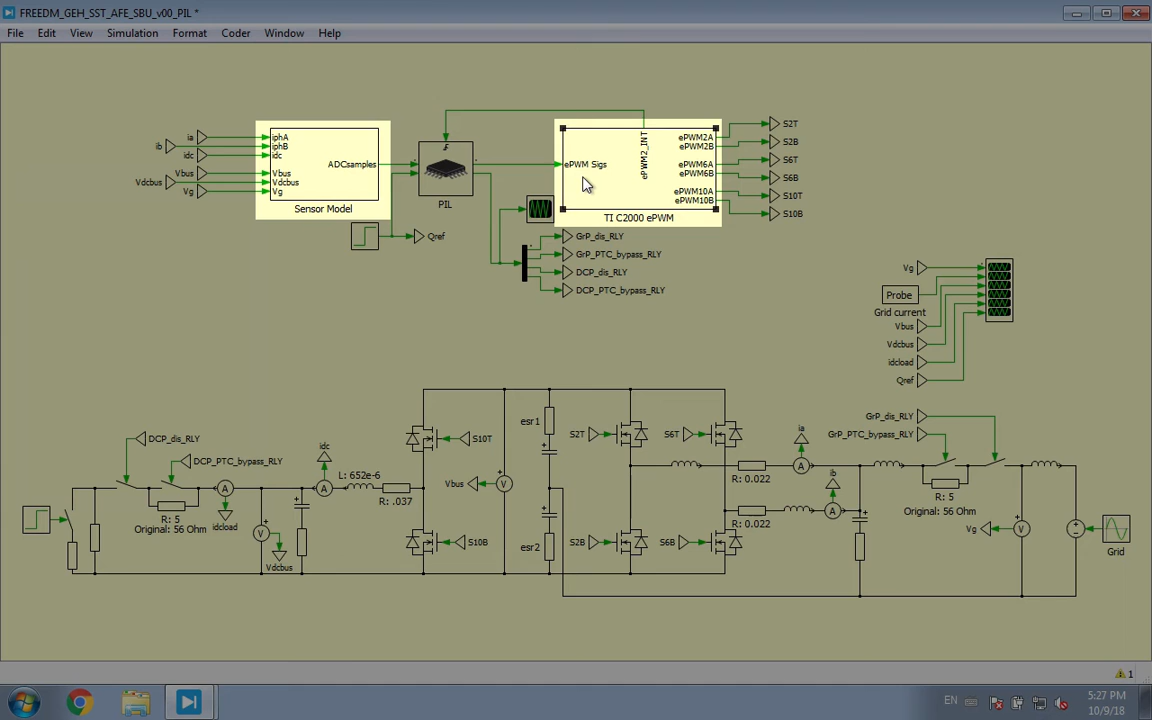 FREEDM_GEH_SST_AFE_SBU_v00_PIL *
File Edit View Simulation Format Coder Window Help
ia
ib
idc
Vbus
Vdcbus
Vg
iphA
iphB
idc
Vbus
Vdcbus
Vg
ADCsamples
Sensor Model
PIL
Qref
ePWM Sigs
ePWM2_INT
ePWM2A
ePWM2B
ePWM6A
ePWM6B
ePWM10A
ePWM10B
TI C2000 ePWM
S2T
S2B
S6T
S6B
S10T
S10B
GrP_dis_RLY
GrP_PTC_bypass_RLY
DCP_dis_RLY
DCP_PTC_bypass_RLY
Vg
Probe
Grid current
Vbus
Vdcbus
idcload
Qref
DCP_dis_RLY
DCP_PTC_bypass_RLY
R: 5
Original: 56 Ohm
A
idcload
V
Vdcbus
idc
A
L: 652e-6
R: .037
S10T
S10B
Vbus
V
esr1
esr2
S2T
S6T
S2B
S6B
R: 0.022
R: 0.022
ia
A
ib
A
GrP_dis_RLY
GrP_PTC_bypass_RLY
R: 5
Original: 56 Ohm
Vg
V
Grid
1
EN
5:27 PM
10/9/18